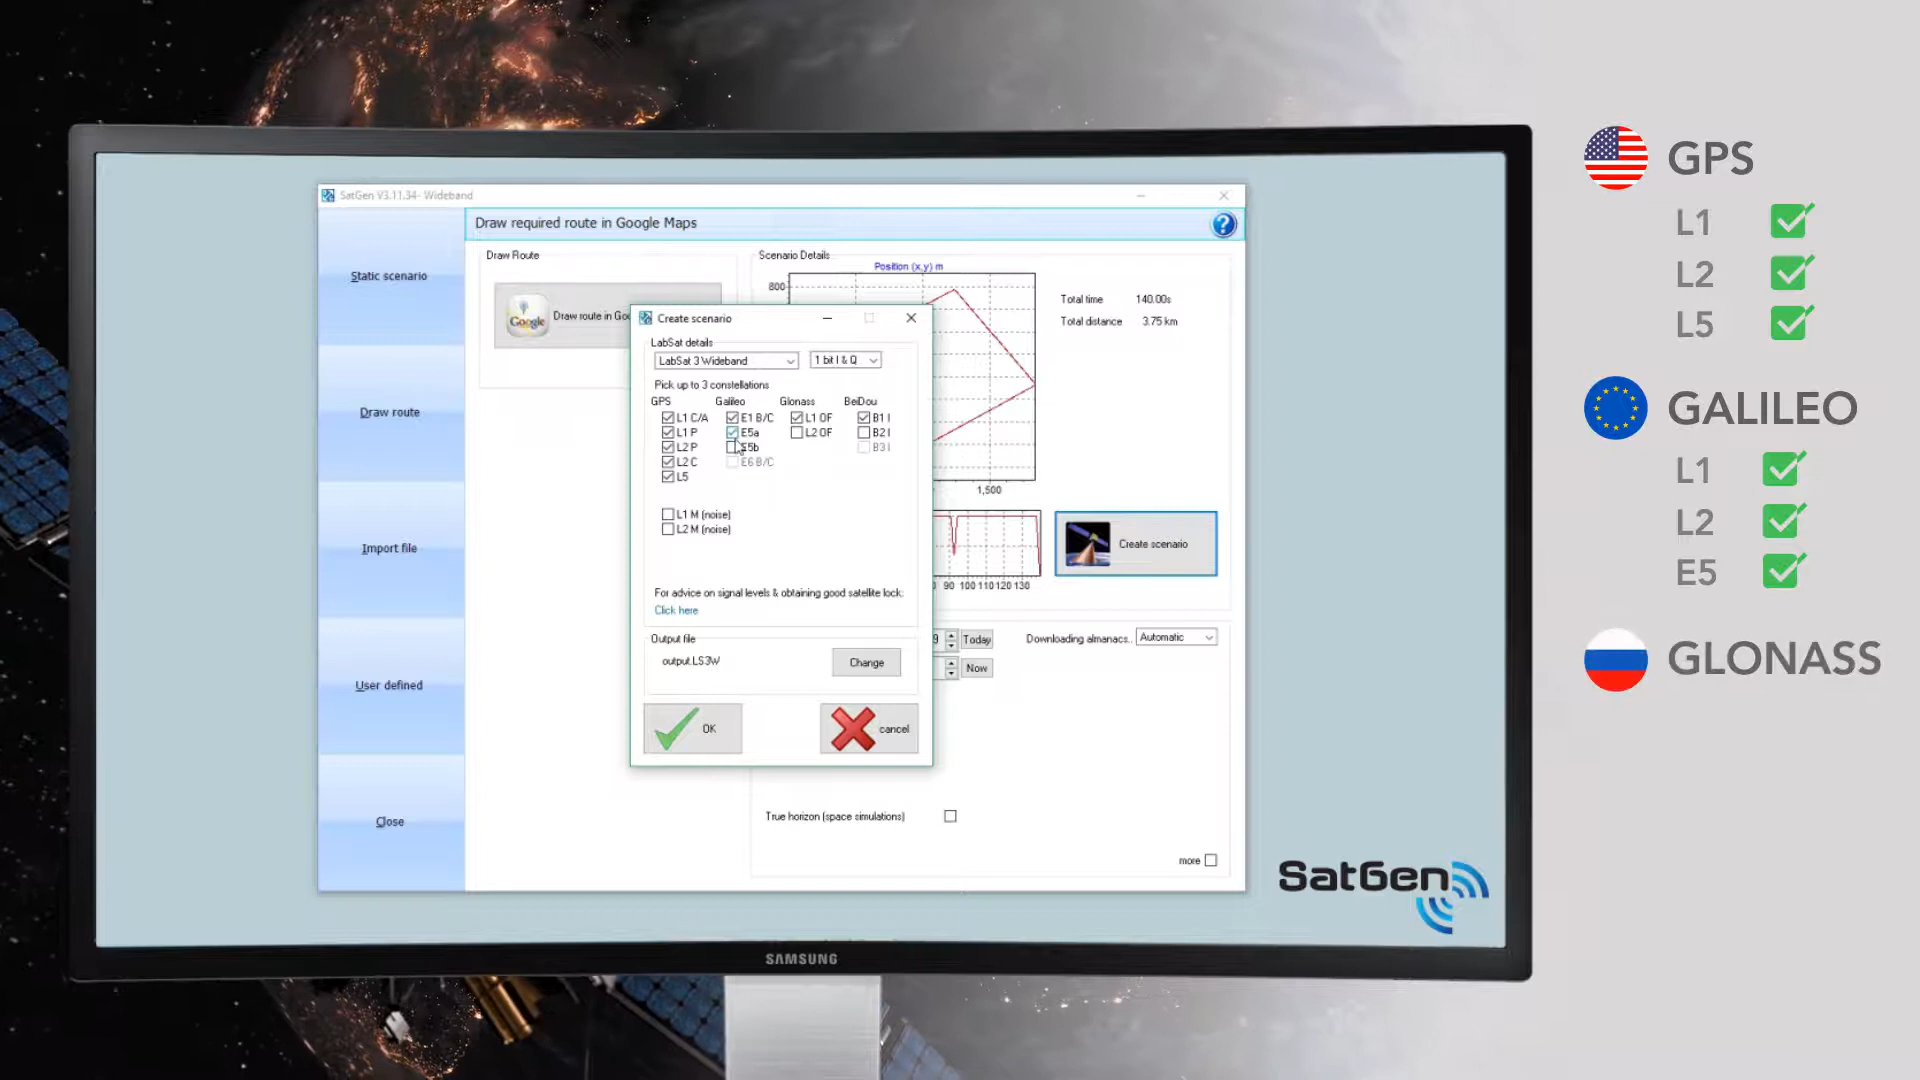 SatGen V3.11.34- Wideband
Draw required route in Google Maps
?
Static scenario
Draw route
Import file
User defined
Close
Draw Route
Google
Draw route in Goo
Scenario Details
Position (x,y) m
800
1,500
Total time 140.00s
Total distance 3.75 km
90 100 110 120 130
Create scenario
9 Today
Now
Downloading almanacs.. Automatic
True horizon (space simulations)
more
Create scenario
LabSat details
LabSat 3 Wideband 1 bit I & Q
Pick up to 3 constellations
GPS Galileo Glonass BeiDou
L1 C/A E1 B/C L1 OF B1 I
L1 P E5a L2 OF B2 I
L2 P E5b B3 I
L2 C E6 B/C
L5
L1 M (noise)
L2 M (noise)
For advice on signal levels & obtaining good satellite lock:
Click here
Output file
output.LS3W
Change
OK
cancel
SatGen
SAMSUNG
GPS
L1
L2
L5
GALILEO
L1
L2
E5
GLONASS